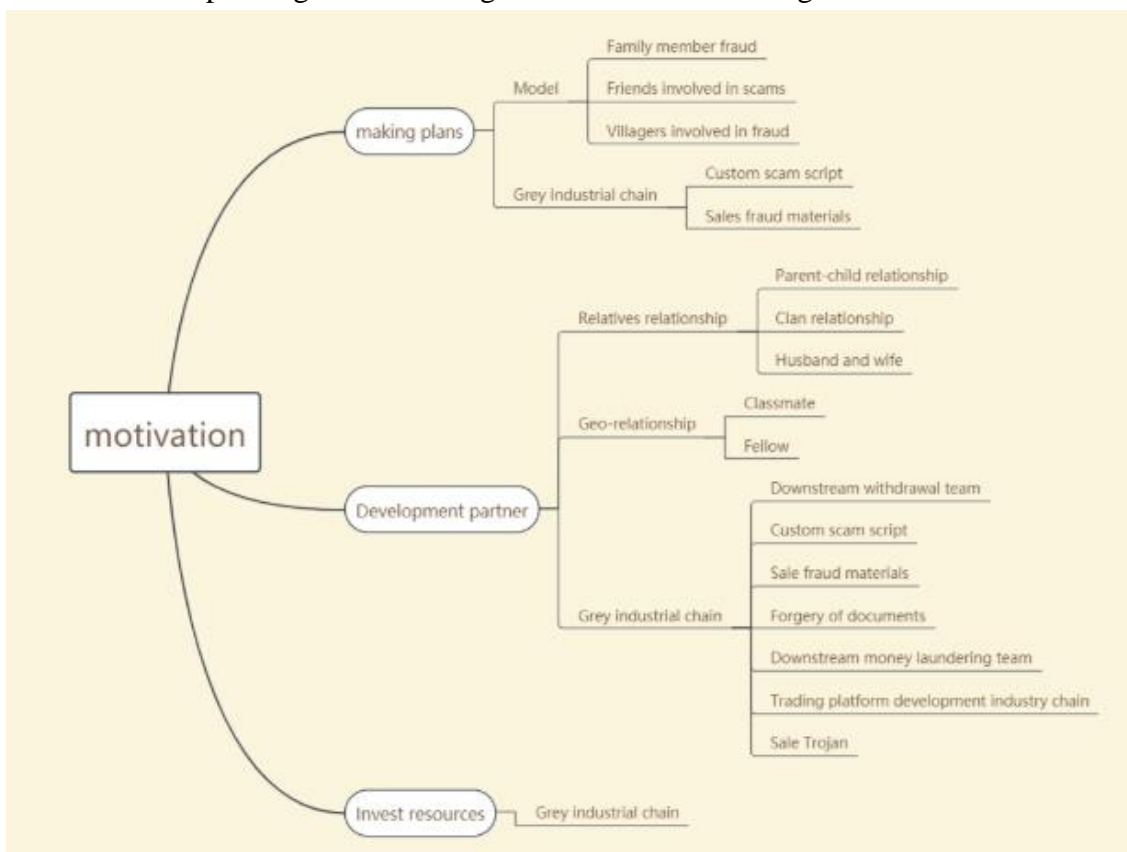 Family member fraud
Model
Friends involved in scams
making plans
Villagers involved in fraud
Custom scam script
Grey industrial chain
Sales fraud materials
Parent-child relationship
Relatives relationship
Clan relationship
Husband and wife
Classmate
Geo-relationship
Fellow
motivation
Downstream withdrawal team
Development partner
Custom scam script
Sale fraud materials
Grey industrial chain
Forgery of documents
Downstream money laundering team
Trading platform development industry chain
Sale Trojan
Invest resources
Grey industrial chain